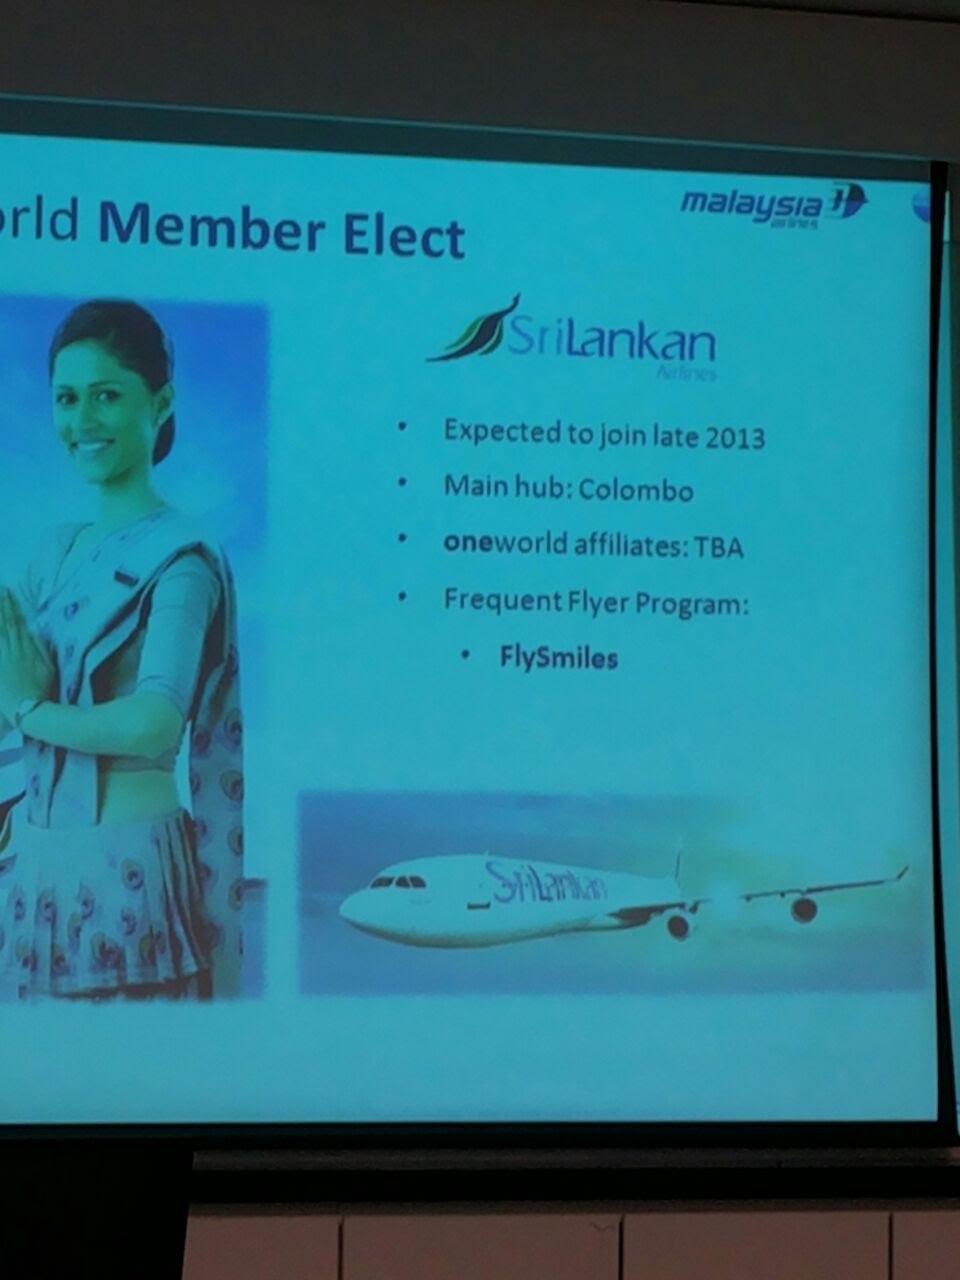 orld Member Elect
malaysia
airlines
SriLankan
Airlines
• Expected to join late 2013
• Main hub: Colombo
• oneworld affiliates: TBA
• Frequent Flyer Program:
• FlySmiles
SriLankan